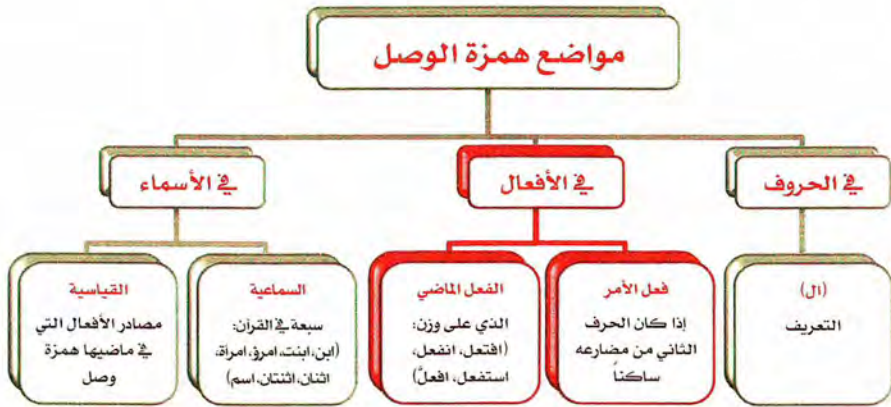 مواضع همزة الوصل
في الحروف
في الأفعال
في الأسماء
(ال)
التعريف
فعل الأمر
إذا كان الحرف
الثاني من مضارعه
ساكناً
الفعل الماضي
الذي على وزن:
(افتعل، انفعل،
استفعل، افعلّ)
السماعية
سبعة في القرآن:
(ابن، ابنت، امرؤ، امرأة،
اثنان، اثنتان، اسم)
القياسية
مصادر الأفعال التي
في ماضيها همزة
وصل